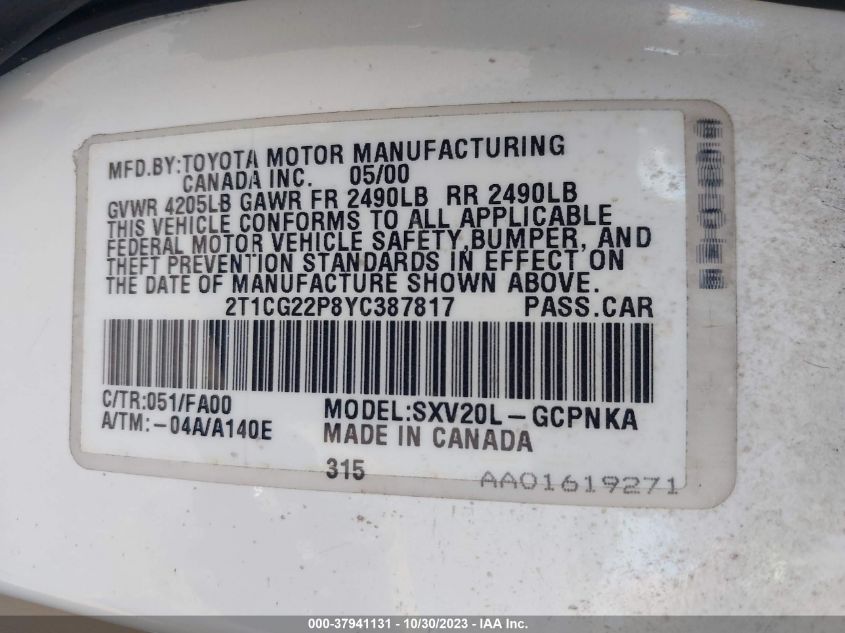 MFD.BY:TOYOTA MOTOR MANUFACTURING
CANADA INC. 05/00
GVWR 4205LB GAWR FR 2490LB RR 2490LB
THIS VEHICLE CONFORMS TO ALL APPLICABLE
FEDERAL MOTOR VEHICLE SAFETY,BUMPER, AND
THEFT PREVENTION STANDARDS IN EFFECT ON
THE DATE OF MANUFACTURE SHOWN ABOVE.
2T1CG22P8YC387817 PASS.CAR
C/TR:051/FA00 MODEL:SXV20L-GCPNKA
A/TM:-04A/A140E MADE IN CANADA
315 AA01619271
000-37941131 - 10/30/2023 - IAA Inc.